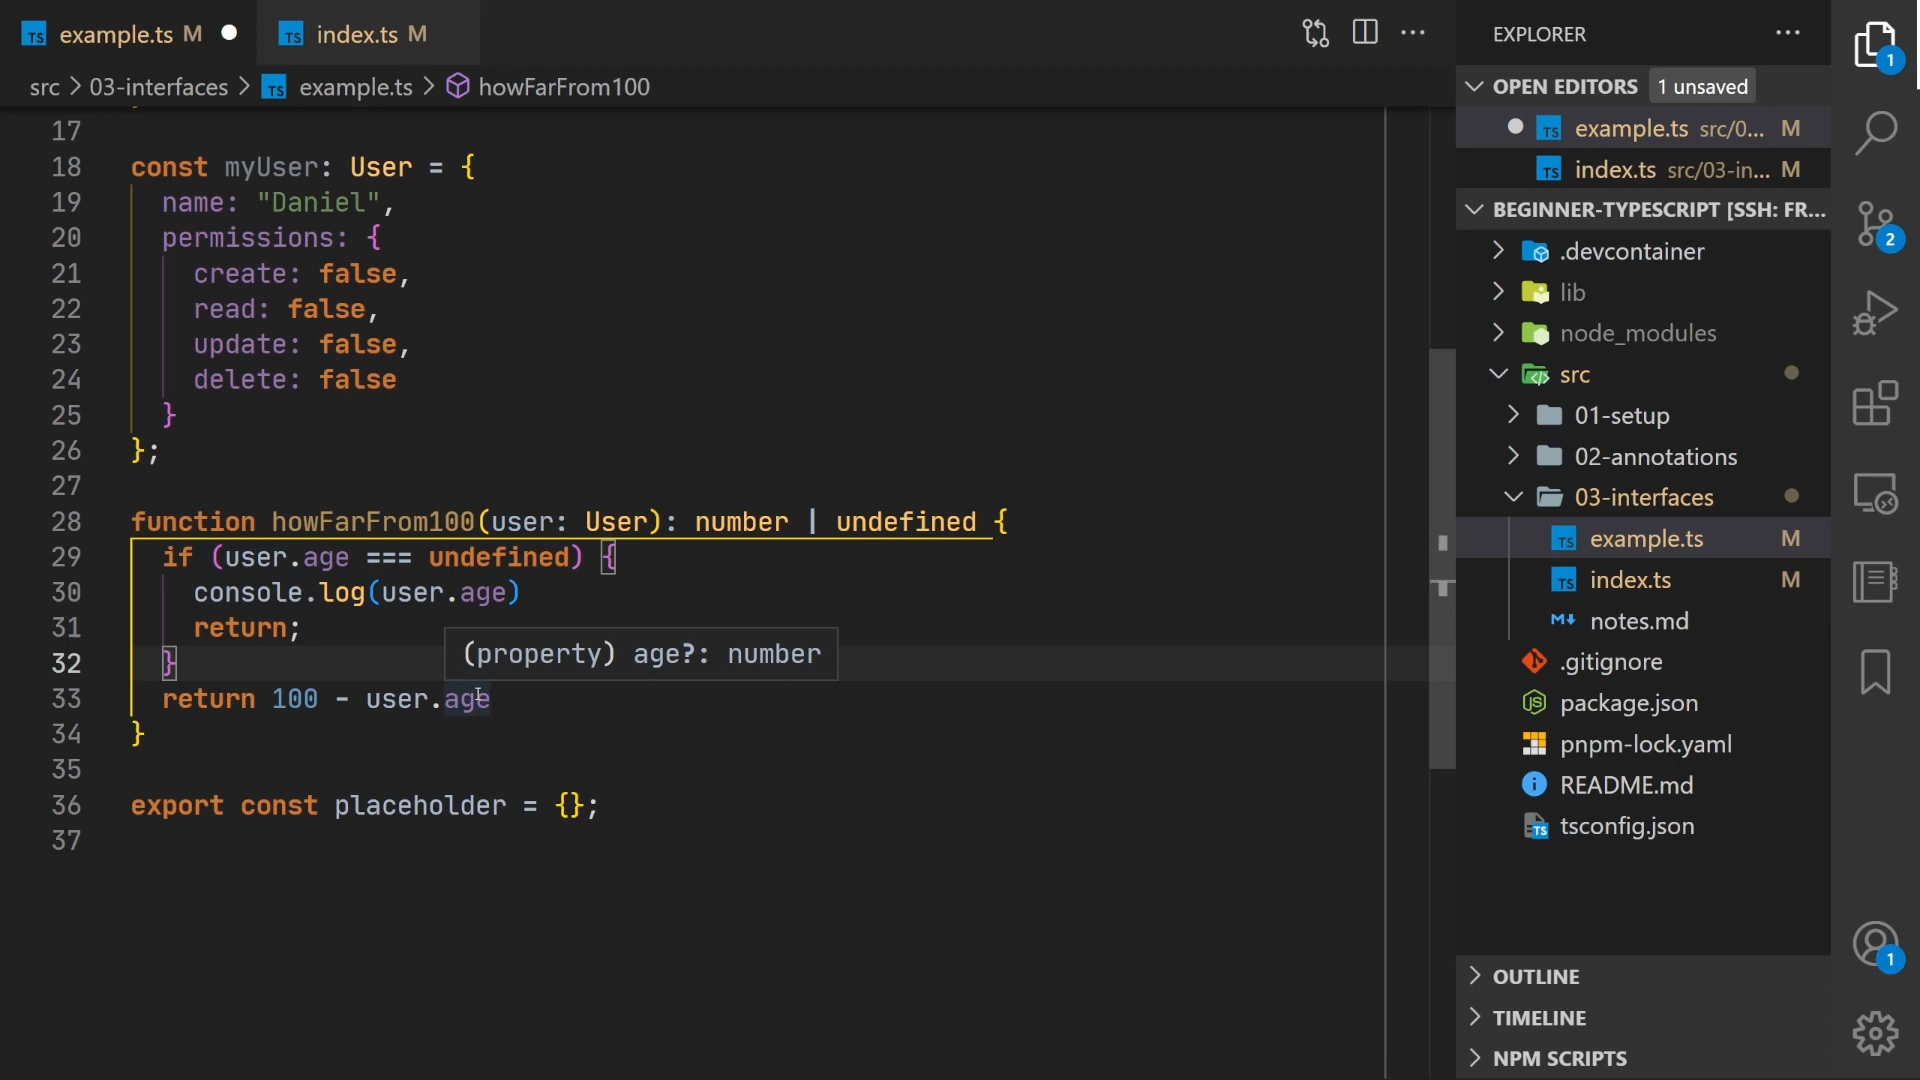 example.ts M
index.ts M
src > 03-interfaces > example.ts > howFarFrom100
17
18 const myUser: User = {
19 name: "Daniel",
20 permissions: {
21 create: false,
22 read: false,
23 update: false,
24 delete: false
25 }
26 };
27
28 function howFarFrom100(user: User): number | undefined {
29 if (user.age === undefined) {
30 console.log(user.age)
31 return;
32 }
(property) age?: number
33 return 100 - user.age
34 }
35
36 export const placeholder = {};
37
EXPLORER
OPEN EDITORS 1 unsaved
example.ts src/0... M
index.ts src/03-in... M
BEGINNER-TYPESCRIPT [SSH: FR...
.devcontainer
lib
node_modules
src
01-setup
02-annotations
03-interfaces
example.ts M
index.ts M
notes.md
.gitignore
package.json
pnpm-lock.yaml
README.md
tsconfig.json
OUTLINE
TIMELINE
NPM SCRIPTS
1
2
1